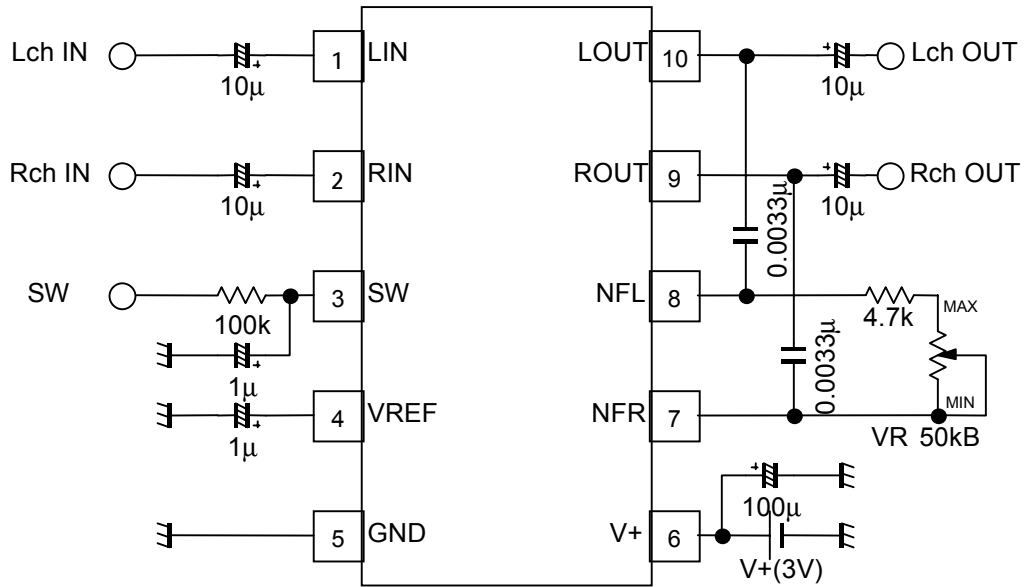 Lch IN
10µ
1
LIN
LOUT
10
10µ
Lch OUT
Rch IN
10µ
2
RIN
ROUT
9
10µ
Rch OUT
0.0033µ
SW
100k
3
SW
NFL
8
4.7k
MAX
1µ
0.0033µ
1µ
4
VREF
NFR
7
MIN
VR 50kB
5
GND
V+
6
100µ
V+(3V)